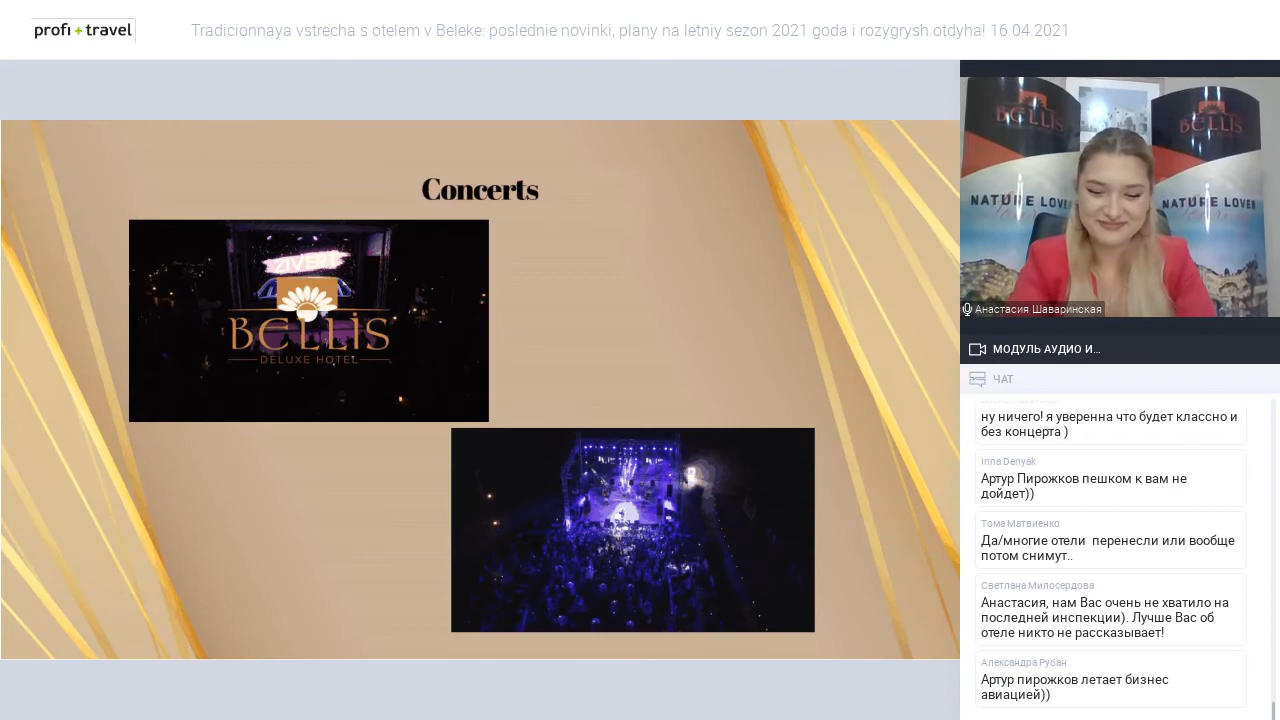 profi + travel
Tradicionnaya vstrecha s otelem v Beleke: poslednie novinki, plany na letniy sezon 2021 goda i rozygrysh otdyha! 16.04.2021
Concerts
ZIVERT
BELLIS
DELUXE HOTEL
BELLIS
BELLIS
NATURE LOVER
NATURE LOVER
Анастасия Шаваринская
МОДУЛЬ АУДИО И...
ЧАТ
ну ничего! я уверенна что будет классно и
без концерта )
Inna Denyak
Артур Пирожков пешком к вам не
дойдет))
Тома Матвиенко
Да/многие отели перенесли или вообще
потом снимут..
Светлана Милосердова
Анастасия, нам Вас очень не хватило на
последней инспекции). Лучше Вас об
отеле никто не рассказывает!
Александра Рубан
Артур пирожков летает бизнес
авиацией))